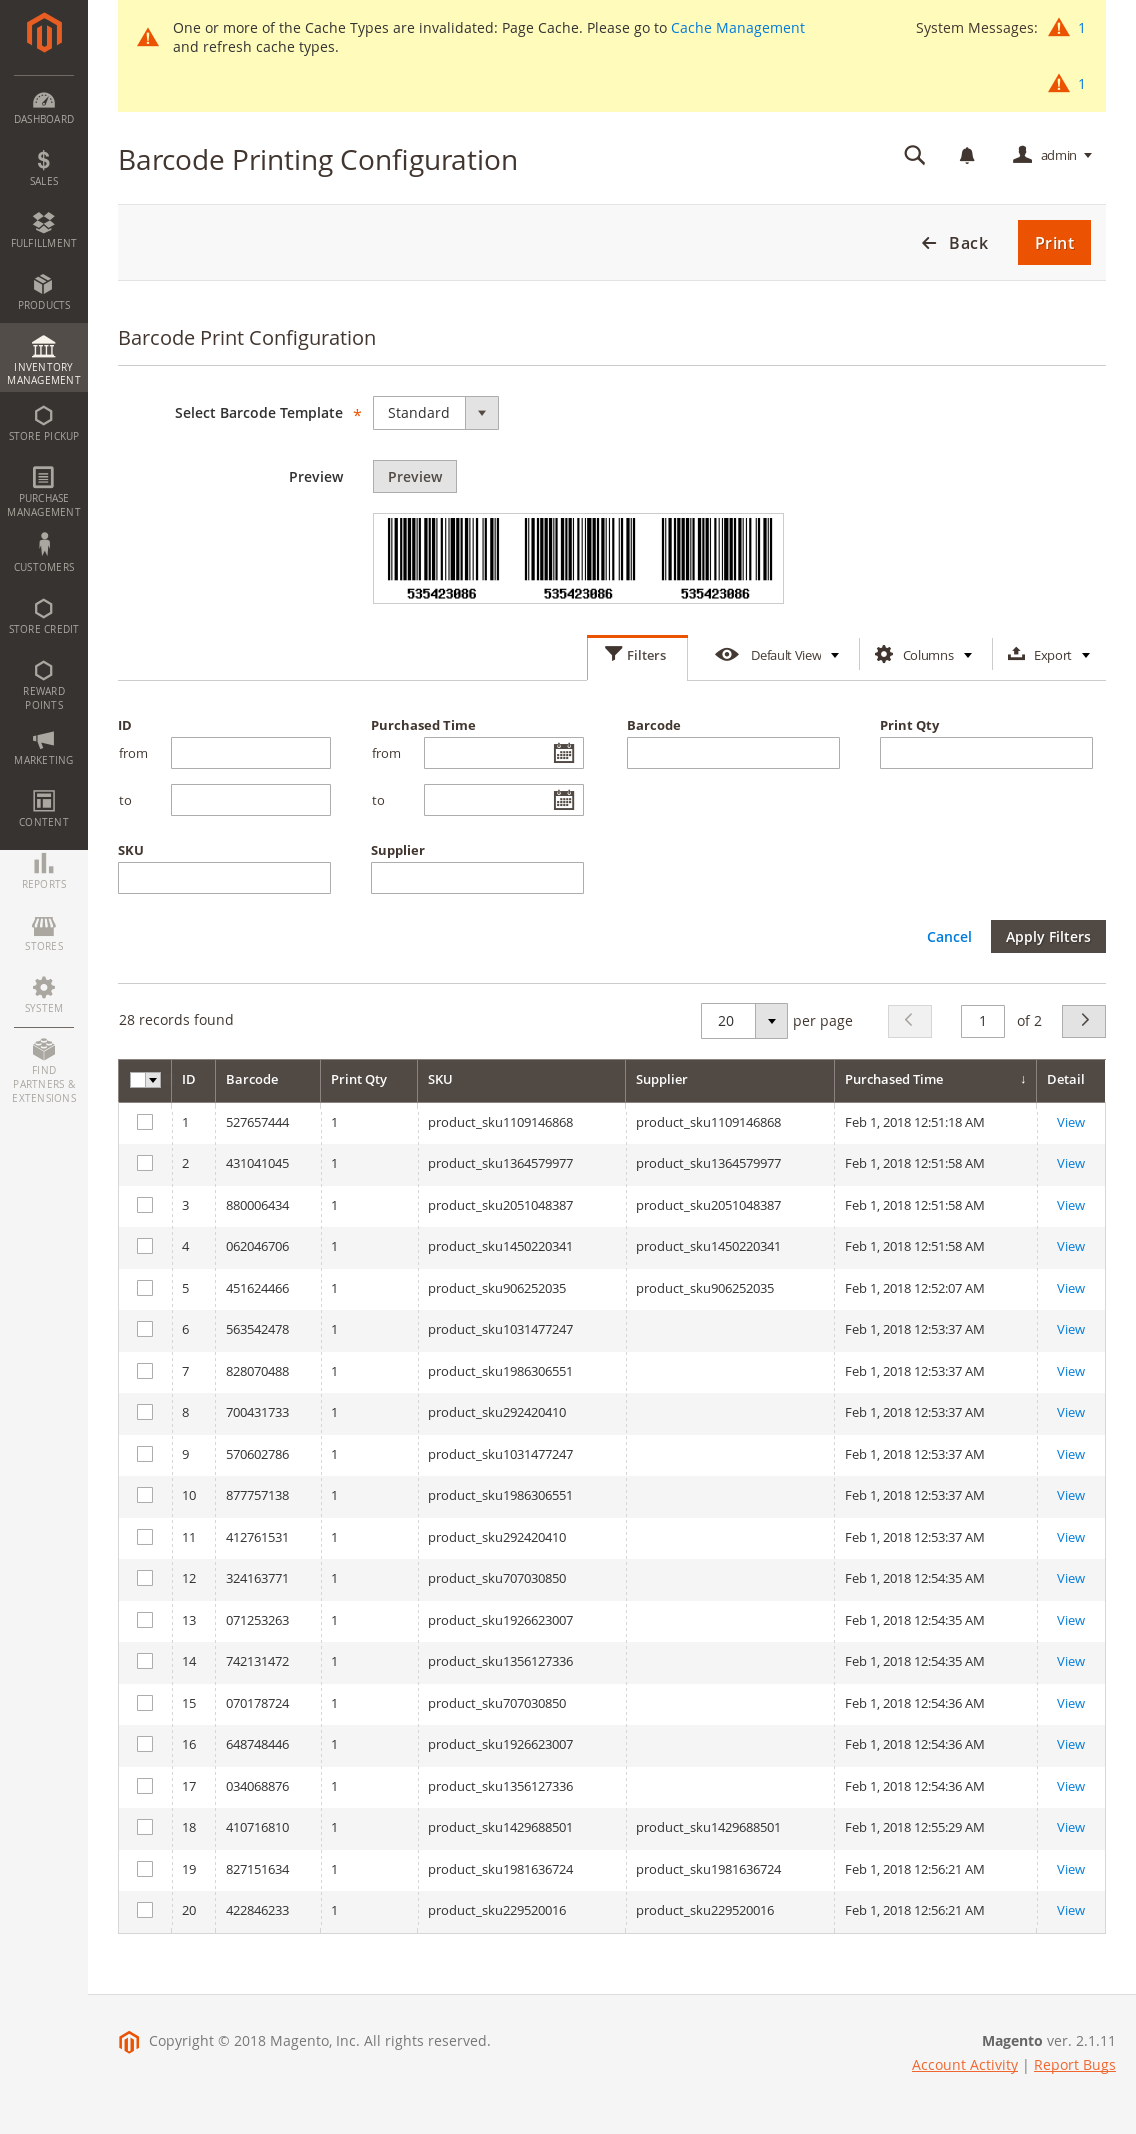 One or more of the Cache Types are invalidated: Page Cache. Please go to Cache Management
and refresh cache types.
System Messages: 1
1
DASHBOARD
SALES
FULFILLMENT
PRODUCTS
INVENTORY
MANAGEMENT
STORE PICKUP
PURCHASE
MANAGEMENT
CUSTOMERS
STORE CREDIT
REWARD
POINTS
MARKETING
CONTENT
REPORTS
STORES
SYSTEM
FIND
PARTNERS &
EXTENSIONS
Barcode Printing Configuration
admin
Back
Print
Barcode Print Configuration
Select Barcode Template *
Standard
Preview
Preview
535423086 535423086 535423086
Filters
Default View
Columns
Export
ID Purchased Time Barcode Print Qty
from from
to to
SKU Supplier
Cancel
Apply Filters
28 records found
20 per page
1 of 2
ID Barcode Print Qty SKU Supplier Purchased Time ↓ Detail
1 527657444 1 product_sku1109146868 product_sku1109146868 Feb 1, 2018 12:51:18 AM View
2 431041045 1 product_sku1364579977 product_sku1364579977 Feb 1, 2018 12:51:58 AM View
3 880006434 1 product_sku2051048387 product_sku2051048387 Feb 1, 2018 12:51:58 AM View
4 062046706 1 product_sku1450220341 product_sku1450220341 Feb 1, 2018 12:51:58 AM View
5 451624466 1 product_sku906252035 product_sku906252035 Feb 1, 2018 12:52:07 AM View
6 563542478 1 product_sku1031477247 Feb 1, 2018 12:53:37 AM View
7 828070488 1 product_sku1986306551 Feb 1, 2018 12:53:37 AM View
8 700431733 1 product_sku292420410 Feb 1, 2018 12:53:37 AM View
9 570602786 1 product_sku1031477247 Feb 1, 2018 12:53:37 AM View
10 877757138 1 product_sku1986306551 Feb 1, 2018 12:53:37 AM View
11 412761531 1 product_sku292420410 Feb 1, 2018 12:53:37 AM View
12 324163771 1 product_sku707030850 Feb 1, 2018 12:54:35 AM View
13 071253263 1 product_sku1926623007 Feb 1, 2018 12:54:35 AM View
14 742131472 1 product_sku1356127336 Feb 1, 2018 12:54:35 AM View
15 070178724 1 product_sku707030850 Feb 1, 2018 12:54:36 AM View
16 648748446 1 product_sku1926623007 Feb 1, 2018 12:54:36 AM View
17 034068876 1 product_sku1356127336 Feb 1, 2018 12:54:36 AM View
18 410716810 1 product_sku1429688501 product_sku1429688501 Feb 1, 2018 12:55:29 AM View
19 827151634 1 product_sku1981636724 product_sku1981636724 Feb 1, 2018 12:56:21 AM View
20 422846233 1 product_sku229520016 product_sku229520016 Feb 1, 2018 12:56:21 AM View
Copyright © 2018 Magento, Inc. All rights reserved.
Magento ver. 2.1.11
Account Activity | Report Bugs